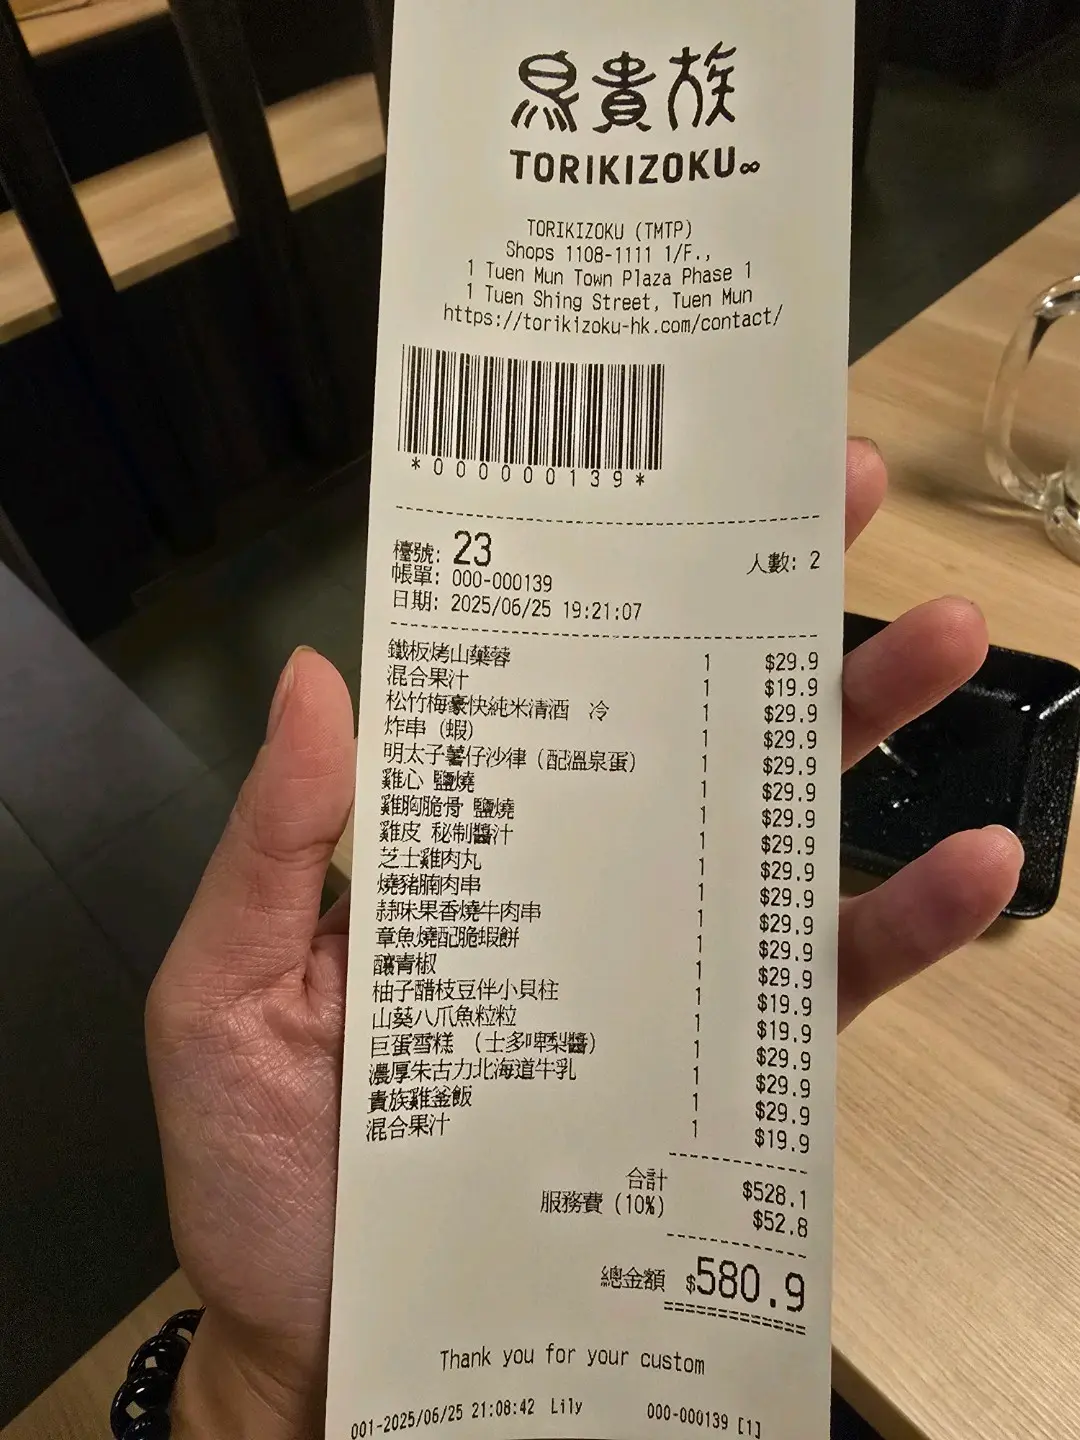 鳥貴族
TORIKIZOKU∞
TORIKIZOKU (TMTP)
Shops 1108-1111 1/F.,
1 Tuen Mun Town Plaza Phase 1
1 Tuen Shing Street, Tuen Mun
https://torikizoku-hk.com/contact/
*000000139*
檯號: 23 人數: 2
帳單: 000-000139
日期: 2025/06/25 19:21:07
鐵板烤山藥蓉 1 $29.9
混合果汁 1 $19.9
松竹梅豪快純米清酒 冷 1 $29.9
炸串（蝦） 1 $29.9
明太子薯仔沙律（配溫泉蛋） 1 $29.9
雞心 鹽燒 1 $29.9
雞胸脆骨 鹽燒 1 $29.9
雞皮 秘制醬汁 1 $29.9
芝士雞肉丸 1 $29.9
燒豬腩肉串 1 $29.9
蒜味果香燒牛肉串 1 $29.9
章魚燒配脆蝦餅 1 $29.9
釀青椒 1 $29.9
柚子醋枝豆伴小貝柱 1 $19.9
山葵八爪魚粒粒 1 $19.9
巨蛋雪糕 （士多啤梨醬） 1 $29.9
濃厚朱古力北海道牛乳 1 $29.9
貴族雞釜飯 1 $29.9
混合果汁 1 $19.9
合計 $528.1
服務費（10%） $52.8
總金額 $580.9
Thank you for your custom
001-2025/06/25 21:08:42 Lily 000-000139 [1]